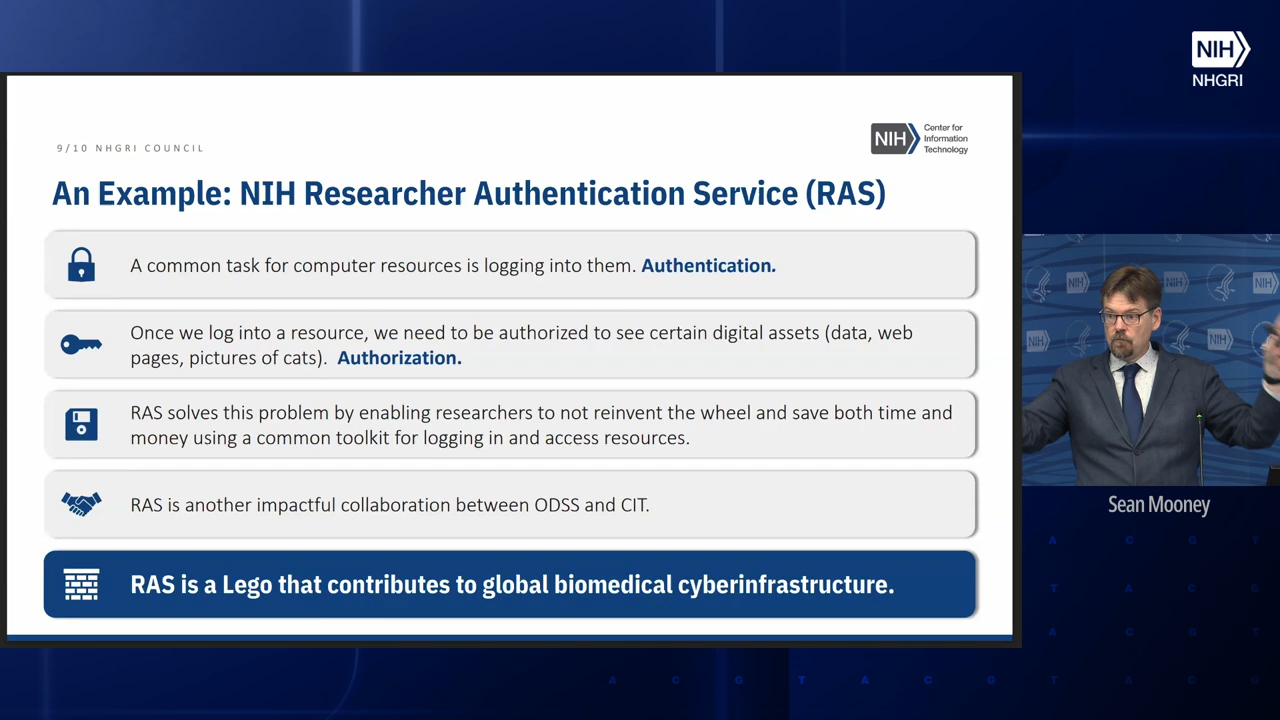 NIH
NHGRI
9/10 NHGRI COUNCIL
NIH
Center for
Information
Technology
An Example: NIH Researcher Authentication Service (RAS)
A common task for computer resources is logging into them. Authentication.
Once we log into a resource, we need to be authorized to see certain digital assets (data, web
pages, pictures of cats). Authorization.
RAS solves this problem by enabling researchers to not reinvent the wheel and save both time and
money using a common toolkit for logging in and access resources.
RAS is another impactful collaboration between ODSS and CIT.
RAS is a Lego that contributes to global biomedical cyberinfrastructure.
NIH
NIH
NIH
NIH
NIH
Sean Mooney
A C G T
T A C G
A C G T
A C G T A C G T A C G